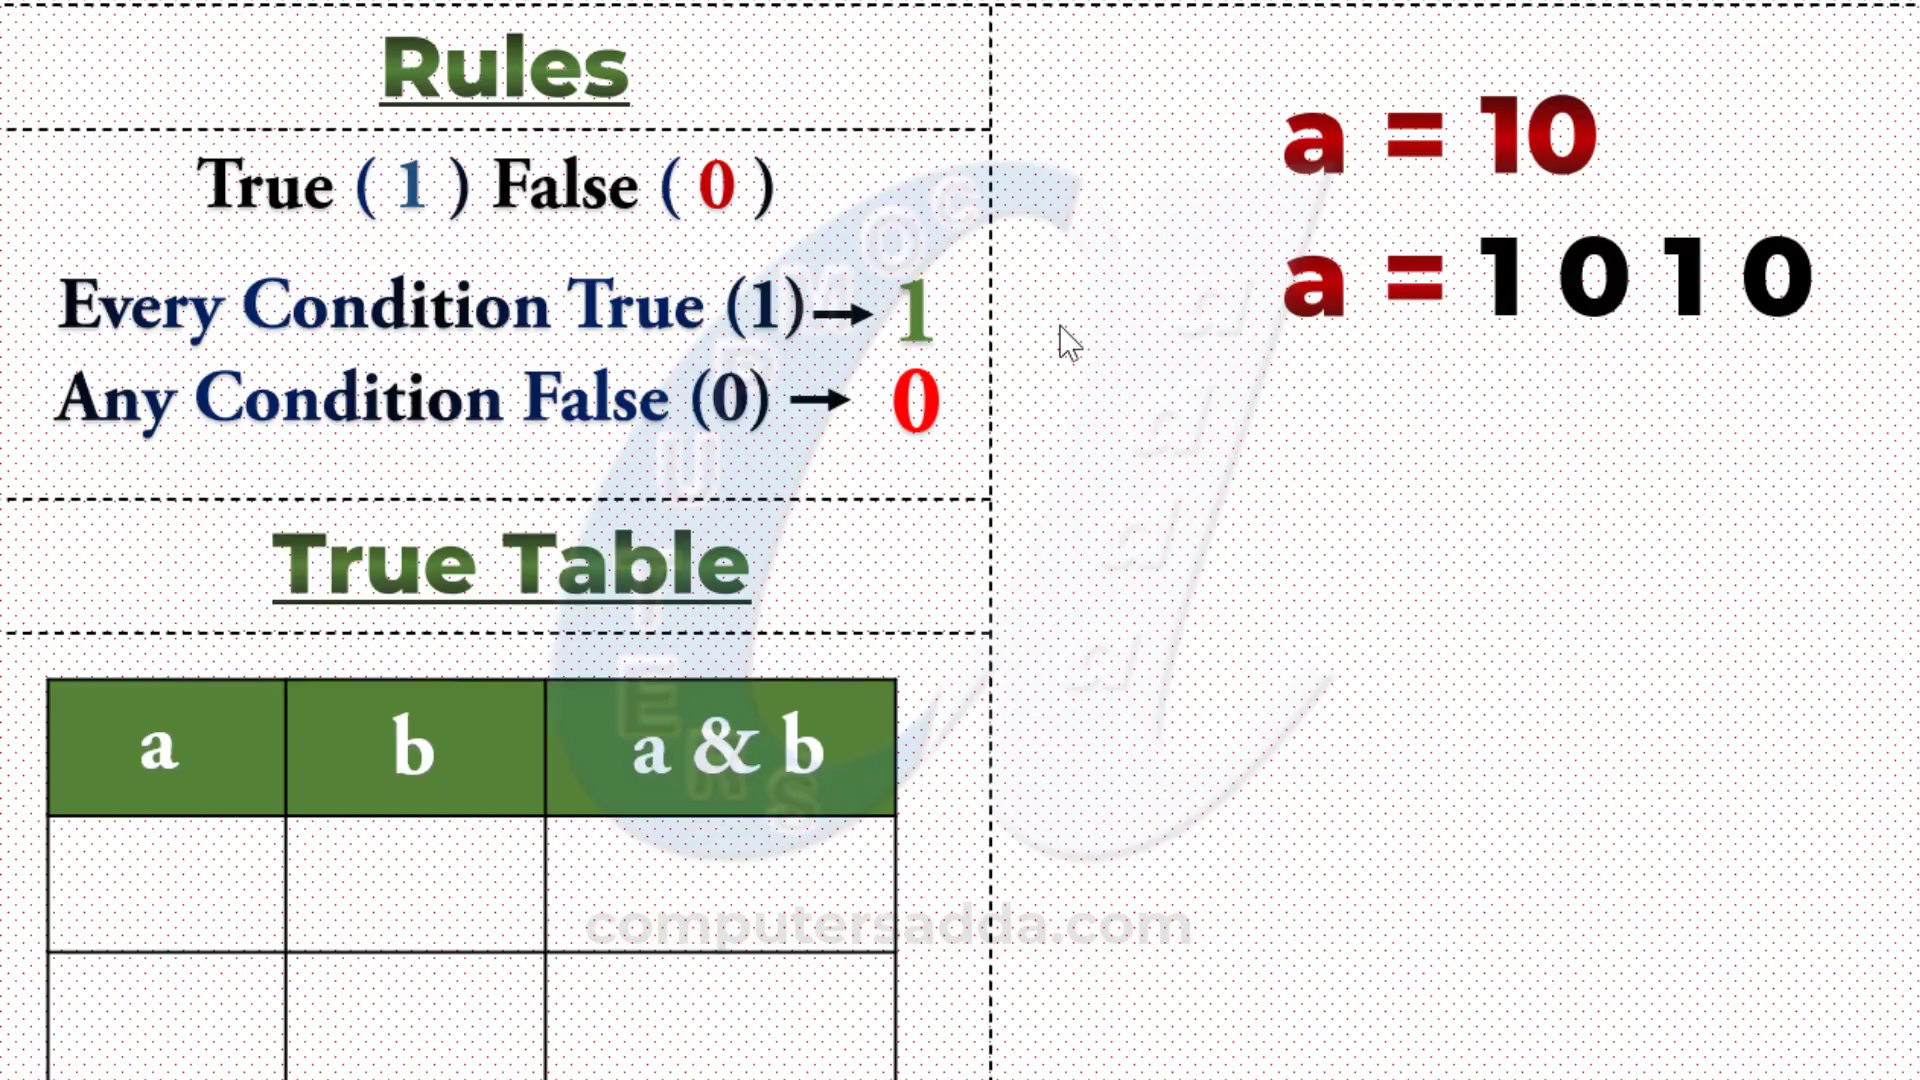 Rules
True ( 1 ) False ( 0 )
Every Condition True (1) → 1
Any Condition False (0) → 0
True Table
a b a & b
a = 10
a = 1 0 1 0
computersadda.com